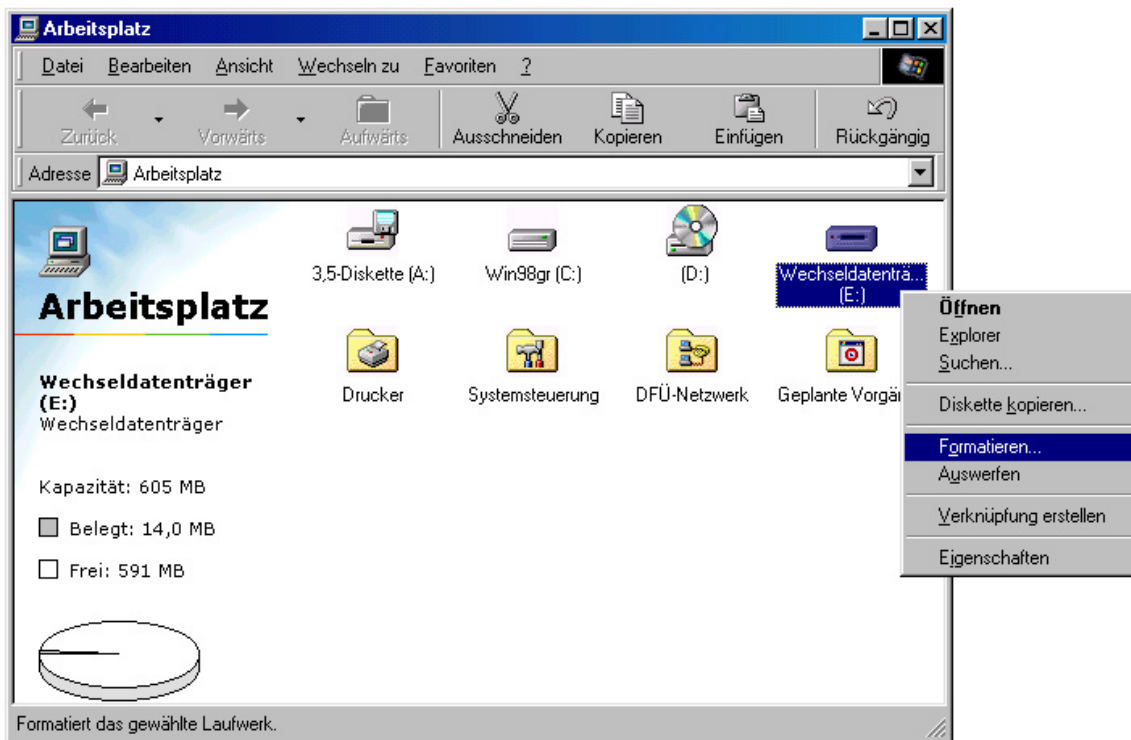 Arbeitsplatz
Datei Bearbeiten Ansicht Wechseln zu Favoriten ?
Zurück Vorwärts Aufwärts Ausschneiden Kopieren Einfügen Rückgängig
Adresse Arbeitsplatz
Arbeitsplatz
Wechseldatenträger
(E:)
Wechseldatenträger
Kapazität: 605 MB
Belegt: 14,0 MB
Frei: 591 MB
3,5-Diskette (A:) Win98gr (C:) (D:) Wechseldatenträ...
(E:)
Drucker Systemsteuerung DFÜ-Netzwerk Geplante Vorgä
Öffnen
Explorer
Suchen...
Diskette kopieren...
Formatieren...
Auswerfen
Verknüpfung erstellen
Eigenschaften
Formatiert das gewählte Laufwerk.